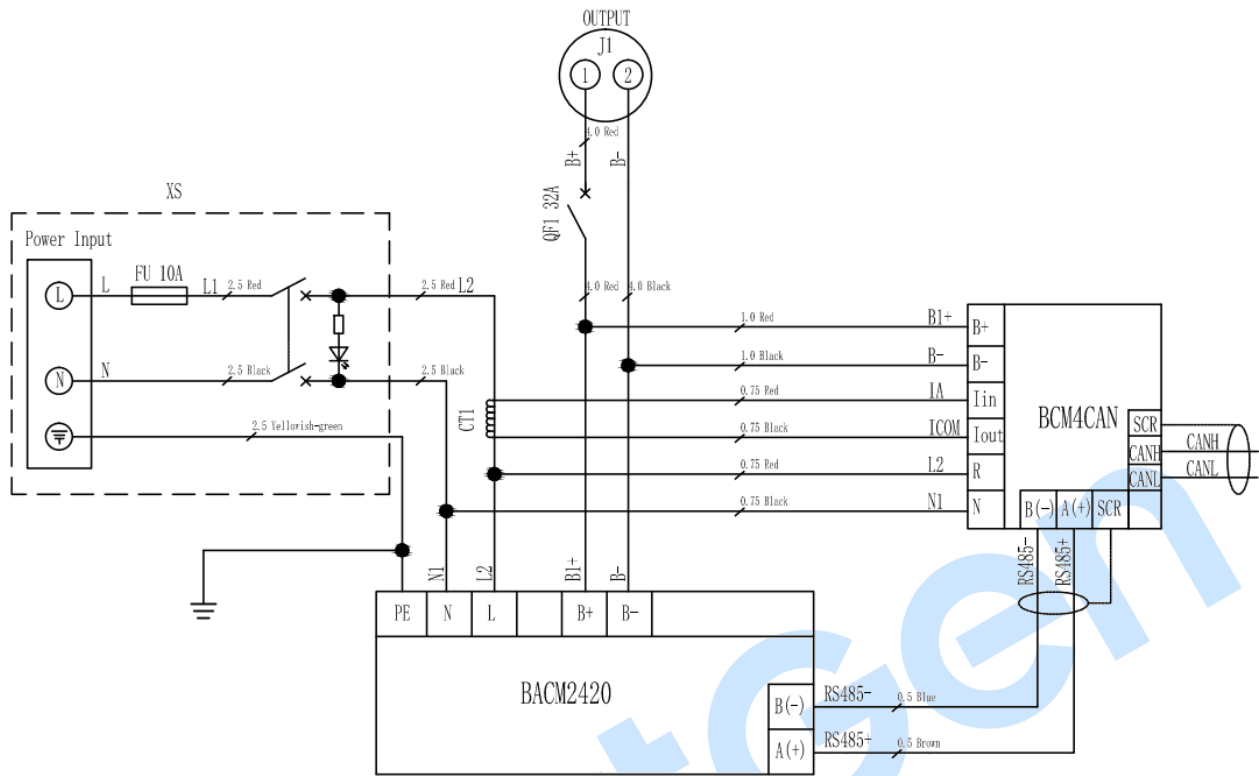 OUTPUT
J1
1 2
4.0 Red
B+ B-
XS
QF1 32A
Power Input
L L FU 10A L1 2.5 Red 2.5 Red L2
4.0 Red 4.0 Black
1.0 Red B1+ B+
N N 2.5 Black 2.5 Black
1.0 Black B- B-
0.75 Red IA Iin
CT1
BCM4CAN
2.5 Yellowish-green
0.75 Black ICOM Iout
SCR
CANH CANH
CANL CANL
0.75 Red L2 R
0.75 Black N1 N
B(-) A(+) SCR
N1 L2 B1+ B-
RS485- RS485+
PE N L B+ B-
BACM2420
B(-) RS485- 0.5 Blue
A(+) RS485+ 0.5 Brown